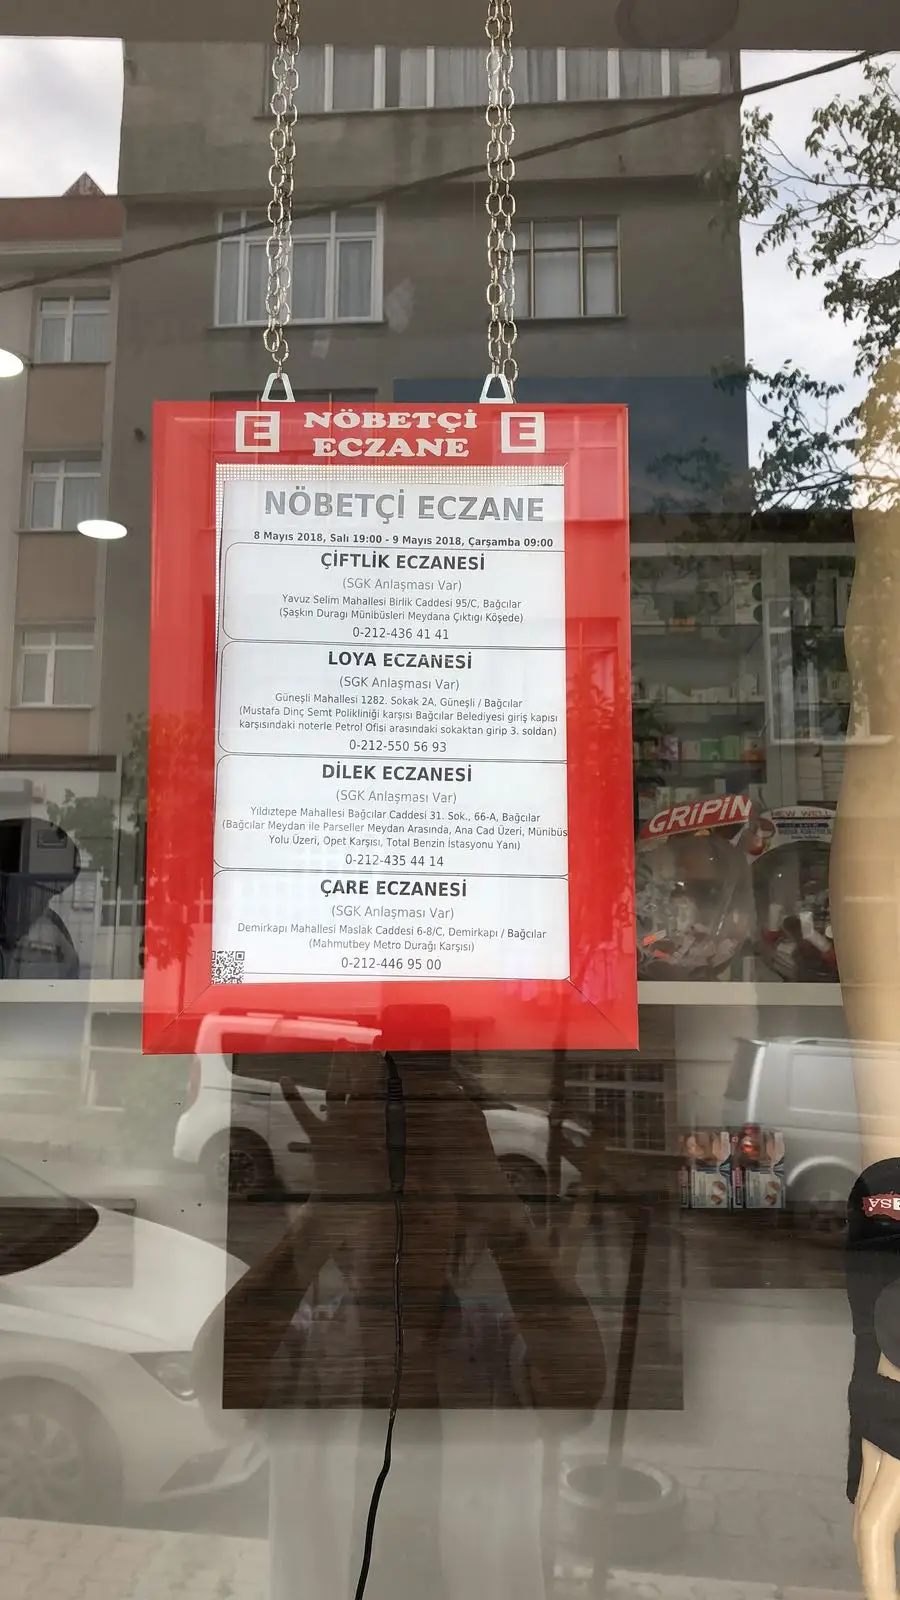 E NÖBETÇİ E
ECZANE
NÖBETÇİ ECZANE
8 Mayıs 2018, Salı 19:00 - 9 Mayıs 2018, Çarşamba 09:00
ÇİFTLİK ECZANESİ
(SGK Anlaşması Var)
Yavuz Selim Mahallesi Birlik Caddesi 95/C, Bağcılar
(Şaşkın Duragı Münibüsleri Meydana Çıktıgı Köşede)
0-212-436 41 41
LOYA ECZANESİ
(SGK Anlaşması Var)
Güneşli Mahallesi 1282. Sokak 2A, Güneşli / Bağcılar
(Mustafa Dinç Semt Polikliniği karşısı Bağcılar Belediyesi giriş kapısı
karşısındaki noterle Petrol Ofisi arasındaki sokaktan girip 3. soldan)
0-212-550 56 93
DİLEK ECZANESİ
(SGK Anlaşması Var)
Yıldıztepe Mahallesi Bağcılar Caddesi 31. Sok., 66-A, Bağcılar
(Bağcılar Meydan ile Parseller Meydan Arasında, Ana Cad Üzeri, Münibüs
Yolu Üzeri, Opet Karşısı, Total Benzin İstasyonu Yanı)
0-212-435 44 14
ÇARE ECZANESİ
(SGK Anlaşması Var)
Demirkapı Mahallesi Maslak Caddesi 6-8/C, Demirkapı / Bağcılar
(Mahmutbey Metro Durağı Karşısı)
0-212-446 95 00
GRIPIN
NEW WELL